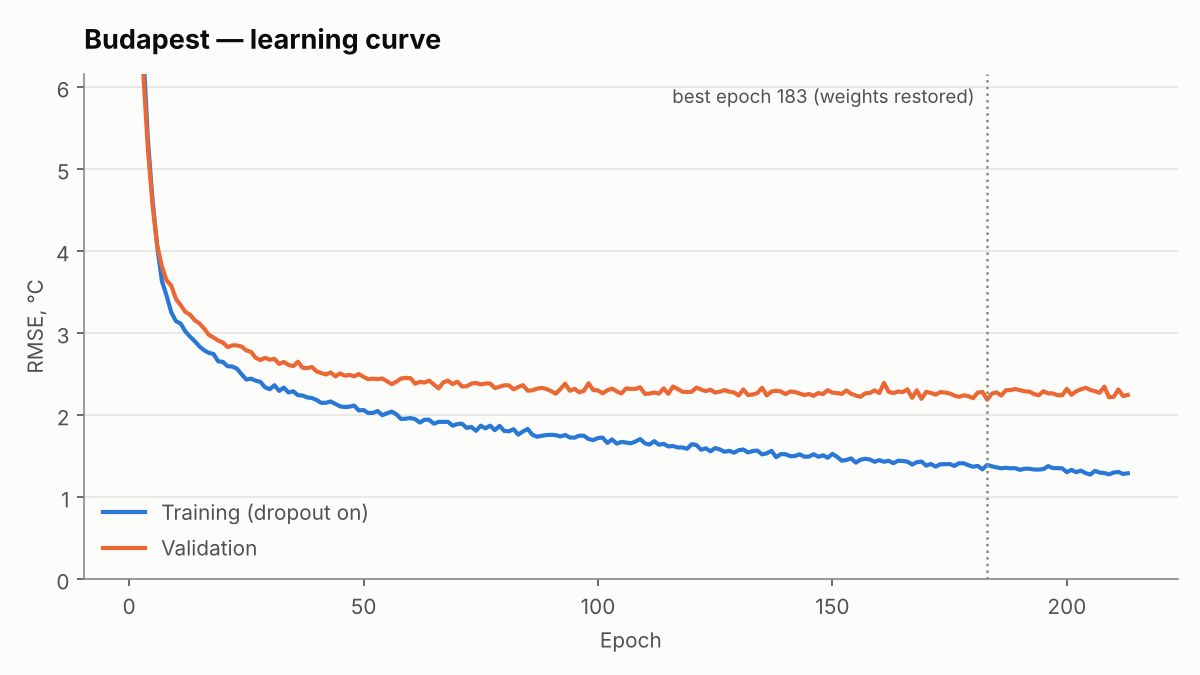 Budapest — learning curve
best epoch 183 (weights restored)
RMSE, °C
6
5
4
3
2
1
0
Training (dropout on)
Validation
0 50 100 150 200
Epoch